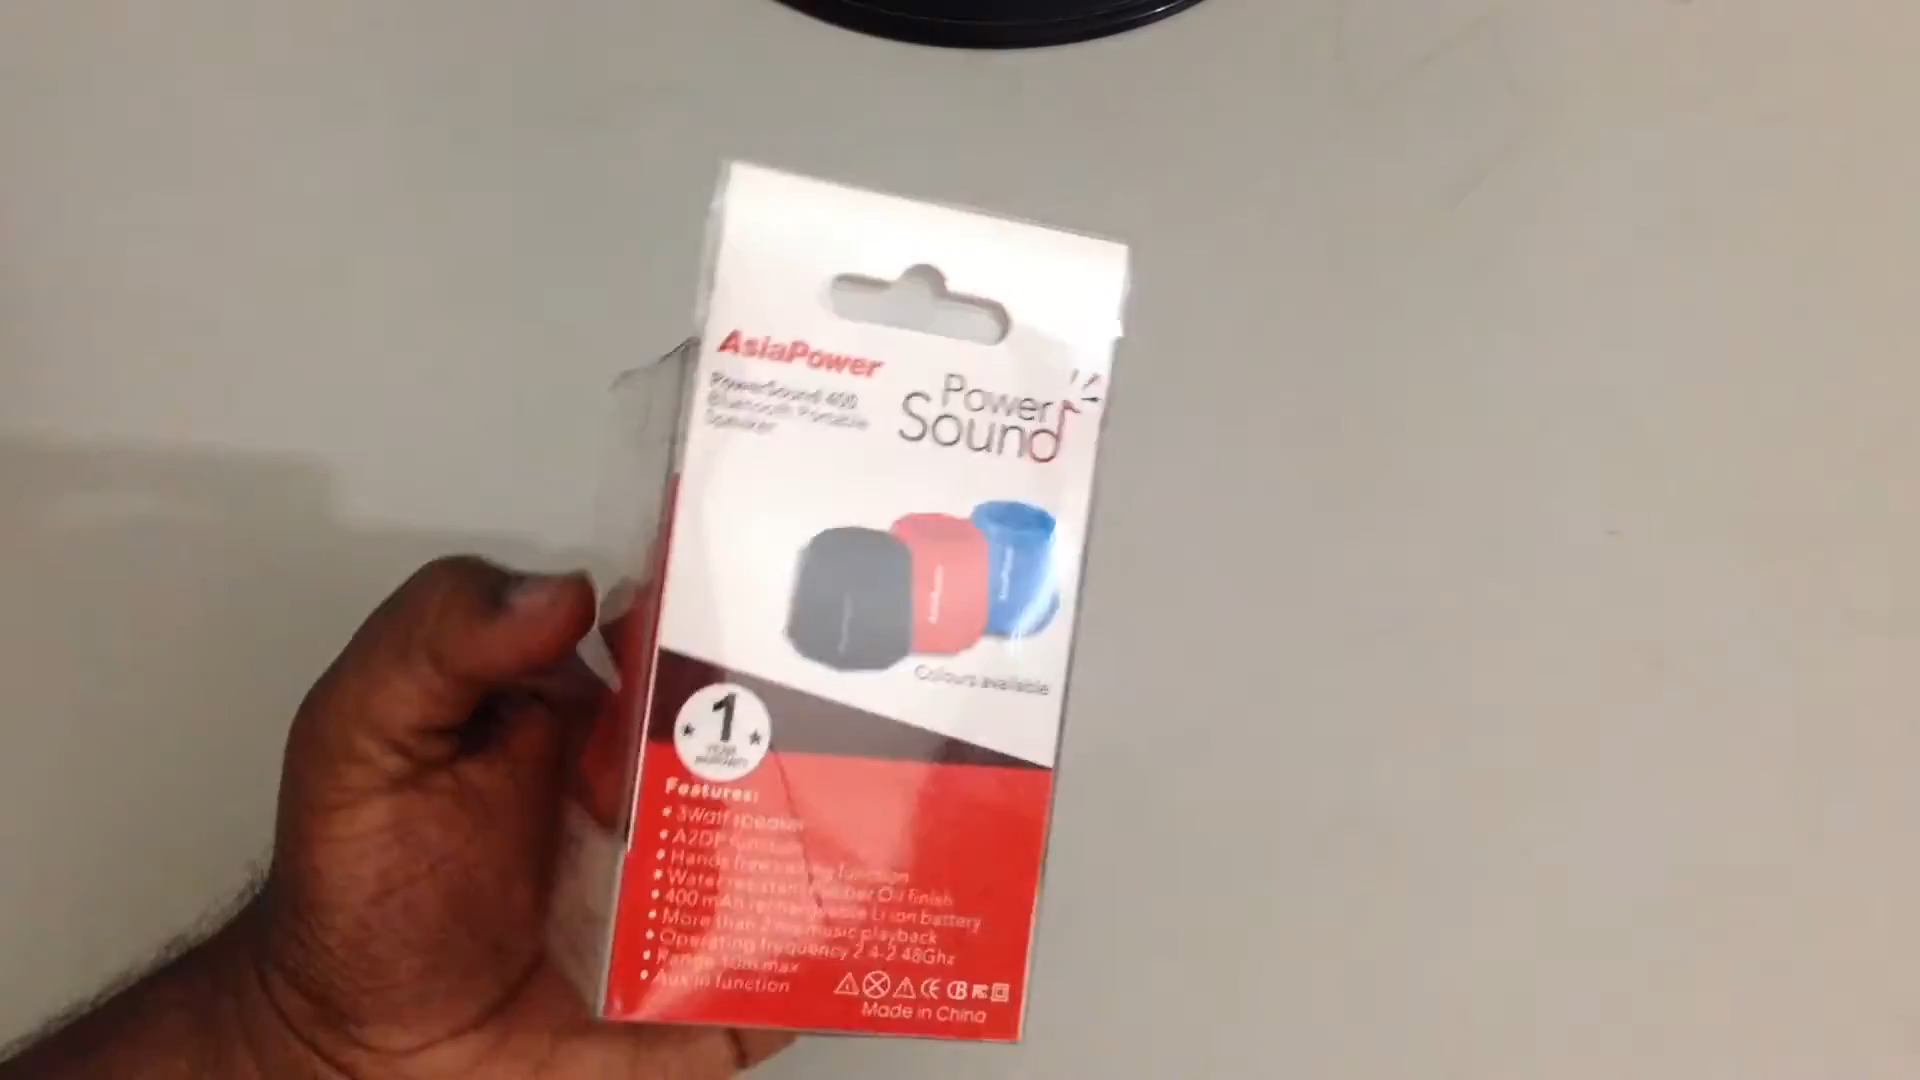 AsiaPower
PowerSound 400
Bluetooth Portable
Speaker
Power
Sound
Colours available
1
YEAR
WARRANTY
Features:
• 3Watt speaker
• A2DP function
• Hands free calling function
• Water resistant Rubber Oil finish
• 400 mAh rechargeable Li-ion battery
• More than 2 music playback
• Operating frequency 2.4-2.48Ghz
• Range 10m max
• Aux in function
Made in China